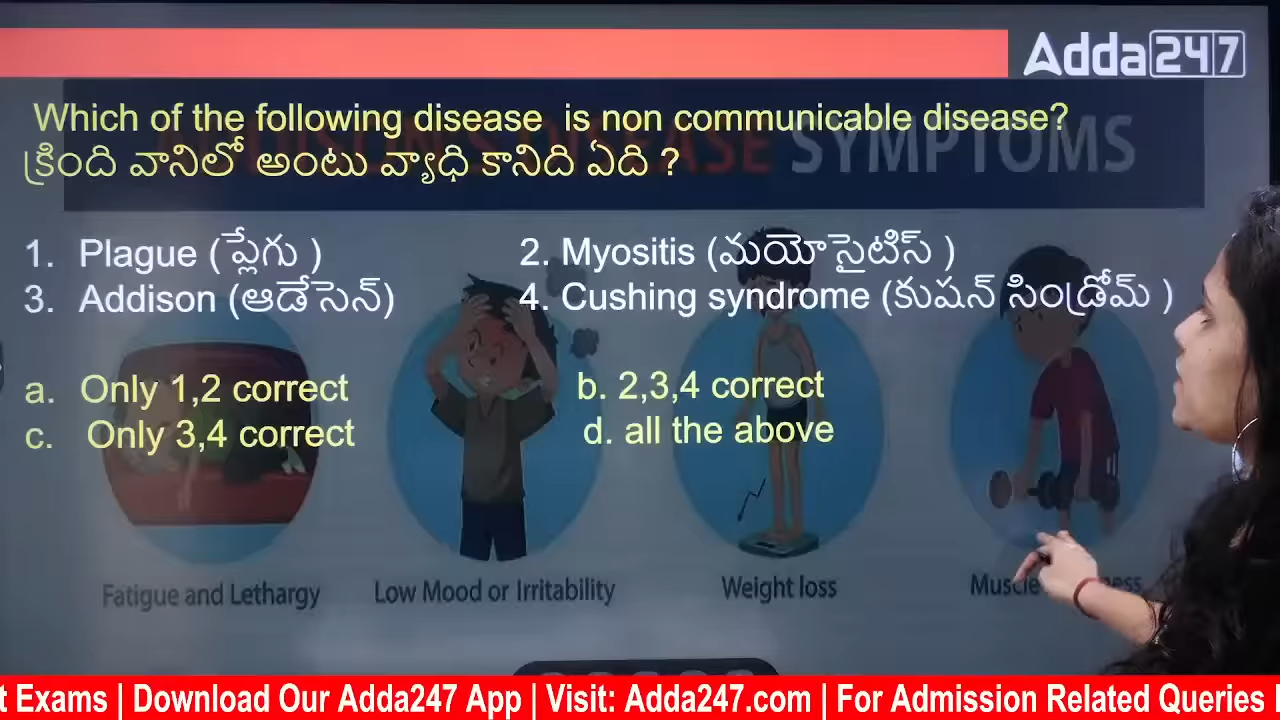 Adda247
Which of the following disease is non communicable disease?
క్రింది వానిలో అంటు వ్యాధి కానిది ఏది ?
SYMPTOMS
1. Plague (ప్లేగు )
2. Myositis (మయోసైటిస్ )
3. Addison (ఆడేసెన్)
4. Cushing syndrome (కుషన్ సిండ్రోమ్ )
a. Only 1,2 correct
b. 2,3,4 correct
c. Only 3,4 correct
d. all the above
Fatigue and Lethargy
Low Mood or Irritability
Weight loss
Muscle
t Exams | Download Our Adda247 App | Visit: Adda247.com | For Admission Related Queries